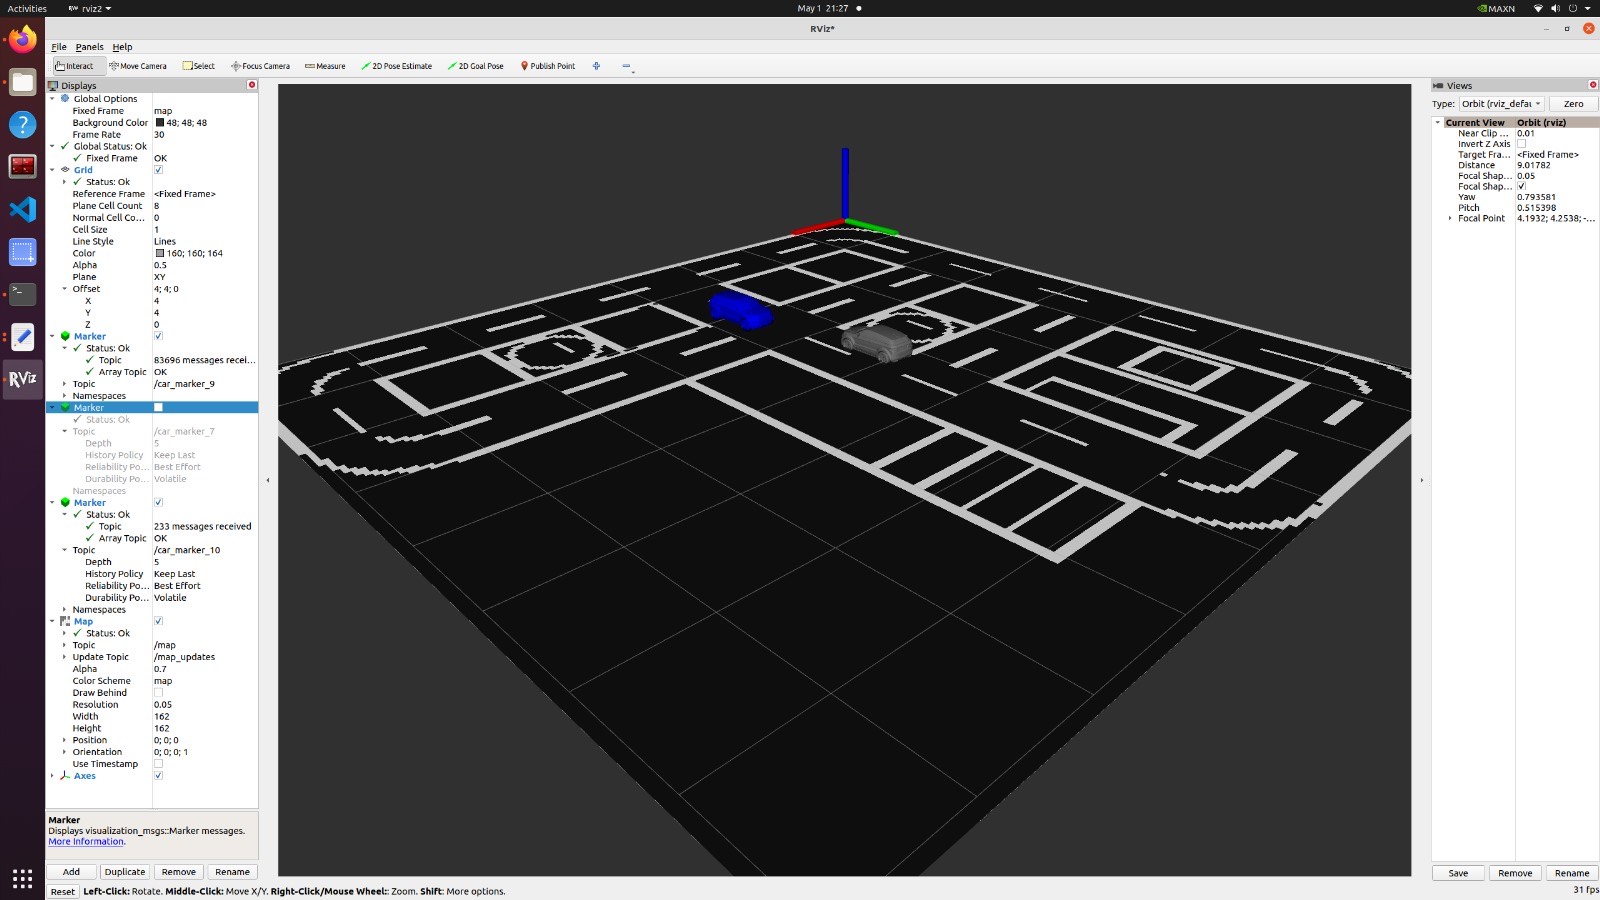 Activities
rviz2
May 1 21:27
MAXN
RViz*
File Panels Help
Interact Move Camera Select Focus Camera Measure 2D Pose Estimate 2D Goal Pose Publish Point
Displays
Global Options
Fixed Frame map
Background Color 48; 48; 48
Frame Rate 30
Global Status: Ok
Fixed Frame OK
Grid
Status: Ok
Reference Frame <Fixed Frame>
Plane Cell Count 8
Normal Cell Co... 0
Cell Size 1
Line Style Lines
Color 160; 160; 164
Alpha 0.5
Plane XY
Offset 4; 4; 0
X 4
Y 4
Z 0
Marker
Status: Ok
Topic 83696 messages recei...
Array Topic OK
Topic /car_marker_9
Namespaces
Marker
Status: Ok
Topic /car_marker_7
Depth 5
History Policy Keep Last
Reliability Po... Best Effort
Durability Po... Volatile
Namespaces
Marker
Status: Ok
Topic 233 messages received
Array Topic OK
Topic /car_marker_10
Depth 5
History Policy Keep Last
Reliability Po... Best Effort
Durability Po... Volatile
Namespaces
Map
Status: Ok
Topic /map
Update Topic /map_updates
Alpha 0.7
Color Scheme map
Draw Behind
Resolution 0.05
Width 162
Height 162
Position 0; 0; 0
Orientation 0; 0; 0; 1
Use Timestamp
Axes
Marker
Displays visualization_msgs::Marker messages.
More Information.
Add Duplicate Remove Rename
Reset Left-Click: Rotate. Middle-Click: Move X/Y. Right-Click/Mouse Wheel:: Zoom. Shift: More options.
Views
Type: Orbit (rviz_defau Zero
Current View Orbit (rviz)
Near Clip ... 0.01
Invert Z Axis
Target Fra... <Fixed Frame>
Distance 9.01782
Focal Shap... 0.05
Focal Shap...
Yaw 0.793581
Pitch 0.515398
Focal Point 4.1932; 4.2538; -...
Save Remove Rename
31 fps
RViz